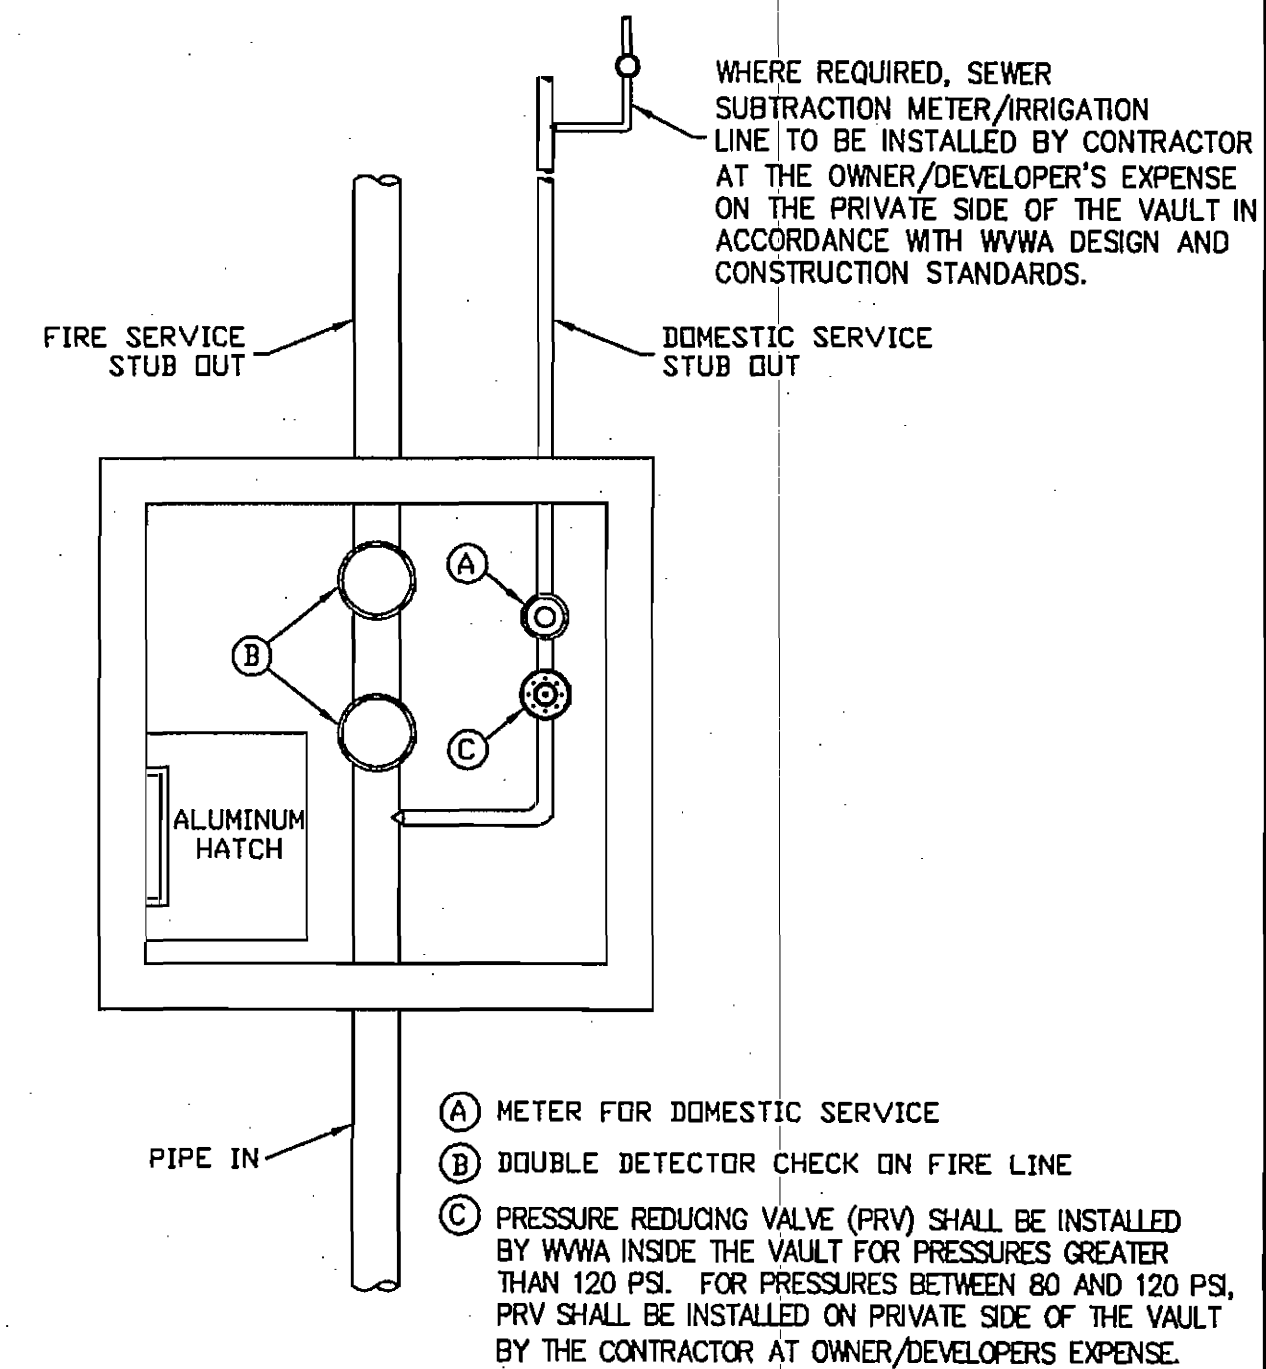 WHERE REQUIRED, SEWER
SUBTRACTION METER/IRRIGATION
LINE TO BE INSTALLED BY CONTRACTOR
AT THE OWNER/DEVELOPER'S EXPENSE
ON THE PRIVATE SIDE OF THE VAULT IN
ACCORDANCE WITH WVWA DESIGN AND
CONSTRUCTION STANDARDS.
FIRE SERVICE
STUB OUT
DOMESTIC SERVICE
STUB OUT
A
B
C
ALUMINUM
HATCH
PIPE IN
A METER FOR DOMESTIC SERVICE
B DOUBLE DETECTOR CHECK ON FIRE LINE
C PRESSURE REDUCING VALVE (PRV) SHALL BE INSTALLED
BY WVWA INSIDE THE VAULT FOR PRESSURES GREATER
THAN 120 PSI. FOR PRESSURES BETWEEN 80 AND 120 PSI,
PRV SHALL BE INSTALLED ON PRIVATE SIDE OF THE VAULT
BY THE CONTRACTOR AT OWNER/DEVELOPERS EXPENSE.